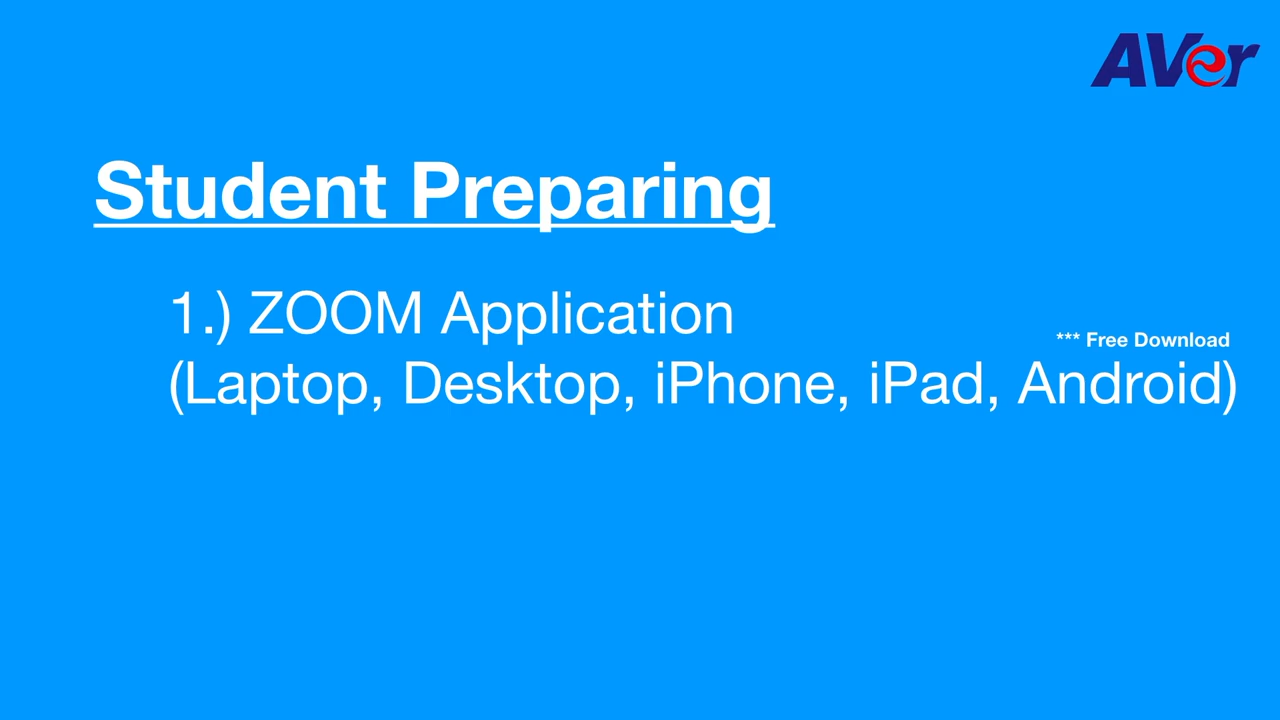 AVer
Student Preparing
1.) ZOOM Application
*** Free Download
(Laptop, Desktop, iPhone, iPad, Android)